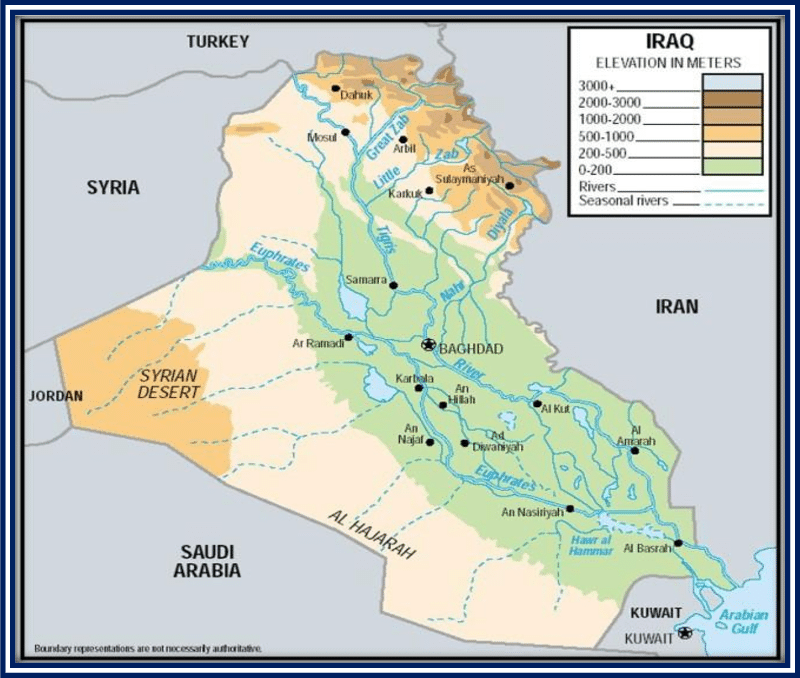 TURKEY
IRAQ
ELEVATION IN METERS
3000+
2000-3000
1000-2000
500-1000
200-500
0-200
Rivers
Seasonal rivers
Dahuk
Mosul
Great Zab
Arbil
Little
Zab
As
Sulaymaniyah
Karkuk
SYRIA
Tigris
Diyala
Euphrates
Samarra
Nahr
IRAN
Ar Ramadi
BAGHDAD
River
SYRIAN
DESERT
JORDAN
Karbala
An
Hillah
Al Kut
An
Najaf
Ad
Diwaniyah
Al
Amarah
Euphrates
An Nasiriyah
AL HAJARAH
Hawr al
Hammar
Al Basrah
SAUDI
ARABIA
KUWAIT
KUWAIT
Arabian
Gulf
Boundary representations are not necessarily authoritative.